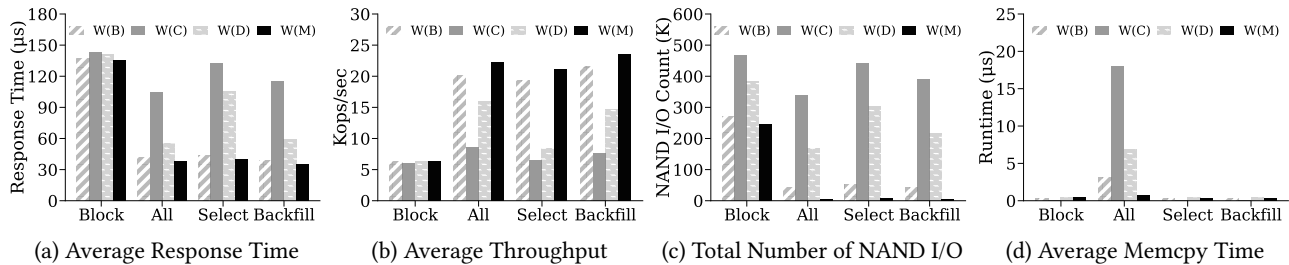 Response Time (µs)
180
150
120
90
60
30
0
W(B) W(C) W(D) W(M)
Block All Select Backfill
(a) Average Response Time
Kops/sec
30
25
20
15
10
5
0
W(B) W(C) W(D) W(M)
Block All Select Backfill
(b) Average Throughput
NAND I/O Count (K)
600
500
400
300
200
100
0
W(B) W(C) W(D) W(M)
Block All Select Backfill
(c) Total Number of NAND I/O
Runtime (µs)
25
20
15
10
5
0
W(B) W(C) W(D) W(M)
Block All Select Backfill
(d) Average Memcpy Time